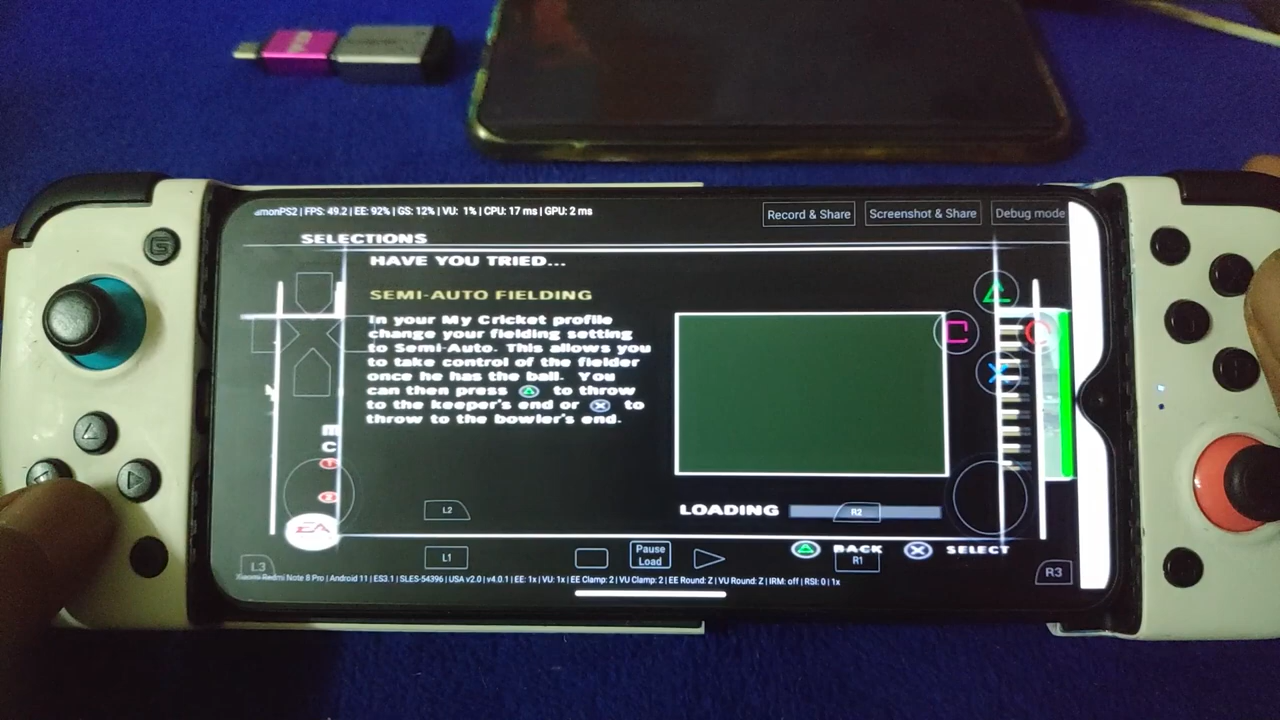 amonPS2 | FPS: 49.2 | EE: 92% | GS: 12% | VU: 1% | CPU: 17 ms | GPU: 2 ms
Record & Share
Screenshot & Share
Debug mode
SELECTIONS
HAVE YOU TRIED...
SEMI-AUTO FIELDING
In your My Cricket profile
change your fielding setting
to Semi-Auto. This allows you
to take control of the fielder
once he has the ball. You
can then press to throw
to the keeper's end or to
throw to the bowler's end.
L2
LOADING
R2
EA
L3
L1
Pause
Load
BACK
R1
SELECT
R3
Xiaomi Redmi Note 8 Pro | Android 11 | ES3.1 | SLES-54396 | USA v2.0 | v4.0.1 | EE: 1x | VU: 1x | EE Clamp: 2 | VU Clamp: 2 | EE Round: Z | VU Round: Z | IRM: off | RSI: 0 | 1x